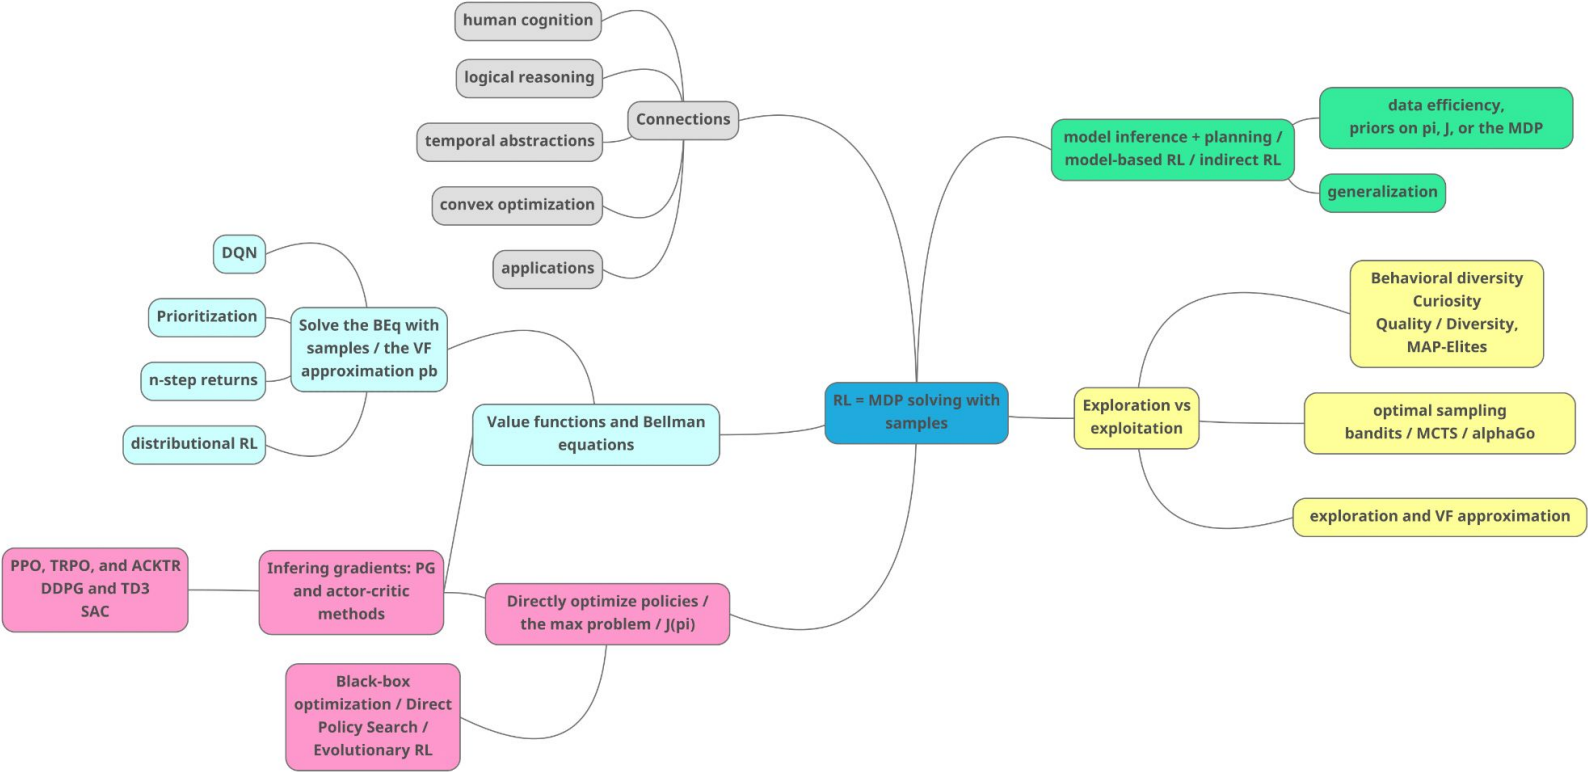 human cognition
logical reasoning
temporal abstractions
convex optimization
applications
Connections
model inference + planning /
model-based RL / indirect RL
data efficiency,
priors on pi, J, or the MDP
generalization
DQN
Prioritization
n-step returns
distributional RL
Solve the BEq with
samples / the VF
approximation pb
Value functions and Bellman
equations
RL = MDP solving with
samples
Exploration vs
exploitation
Behavioral diversity
Curiosity
Quality / Diversity,
MAP-Elites
optimal sampling
bandits / MCTS / alphaGo
exploration and VF approximation
PPO, TRPO, and ACKTR
DDPG and TD3
SAC
Infering gradients: PG
and actor-critic
methods
Directly optimize policies /
the max problem / J(pi)
Black-box
optimization / Direct
Policy Search /
Evolutionary RL